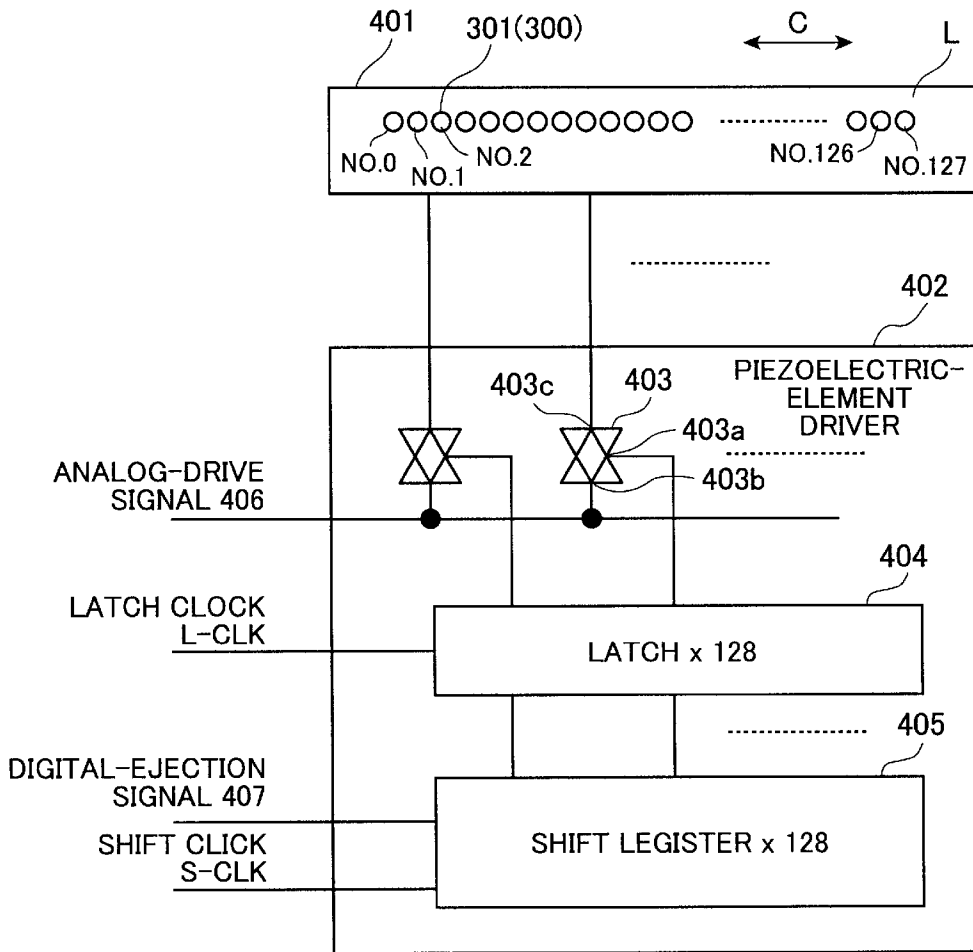 401
301(300)
C
L
NO.0
NO.1
NO.2
NO.126
NO.127
402
PIEZOELECTRIC-
ELEMENT
DRIVER
403c
403
403a
403b
ANALOG-DRIVE
SIGNAL 406
404
LATCH CLOCK
L-CLK
LATCH x 128
405
DIGITAL-EJECTION
SIGNAL 407
SHIFT CLICK
S-CLK
SHIFT LEGISTER x 128